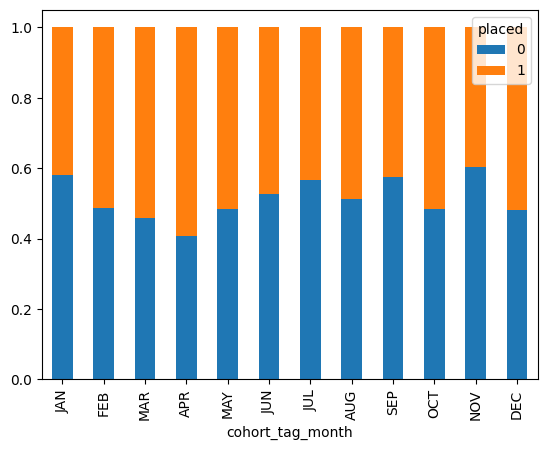 placed
0
1
1.0
0.8
0.6
0.4
0.2
0.0
JAN
FEB
MAR
APR
MAY
JUN
JUL
AUG
SEP
OCT
NOV
DEC
cohort_tag_month